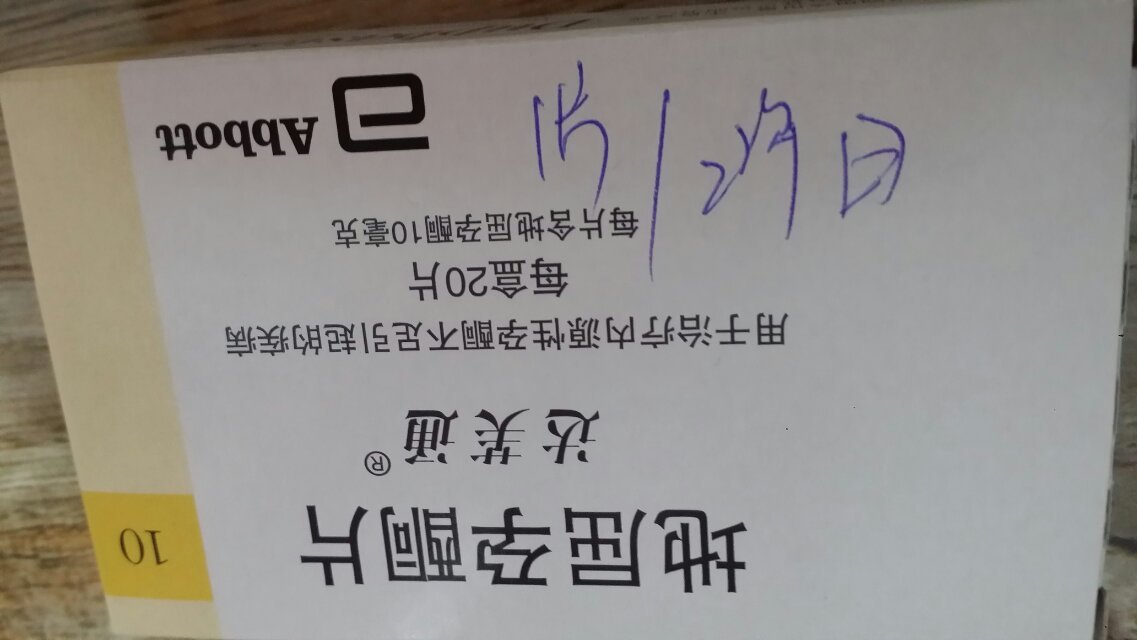 地屈孕酮片
10
达芙通®
用于治疗内源性孕酮不足引起的疾病
每盒20片
每片含地屈孕酮10毫克
Abbott